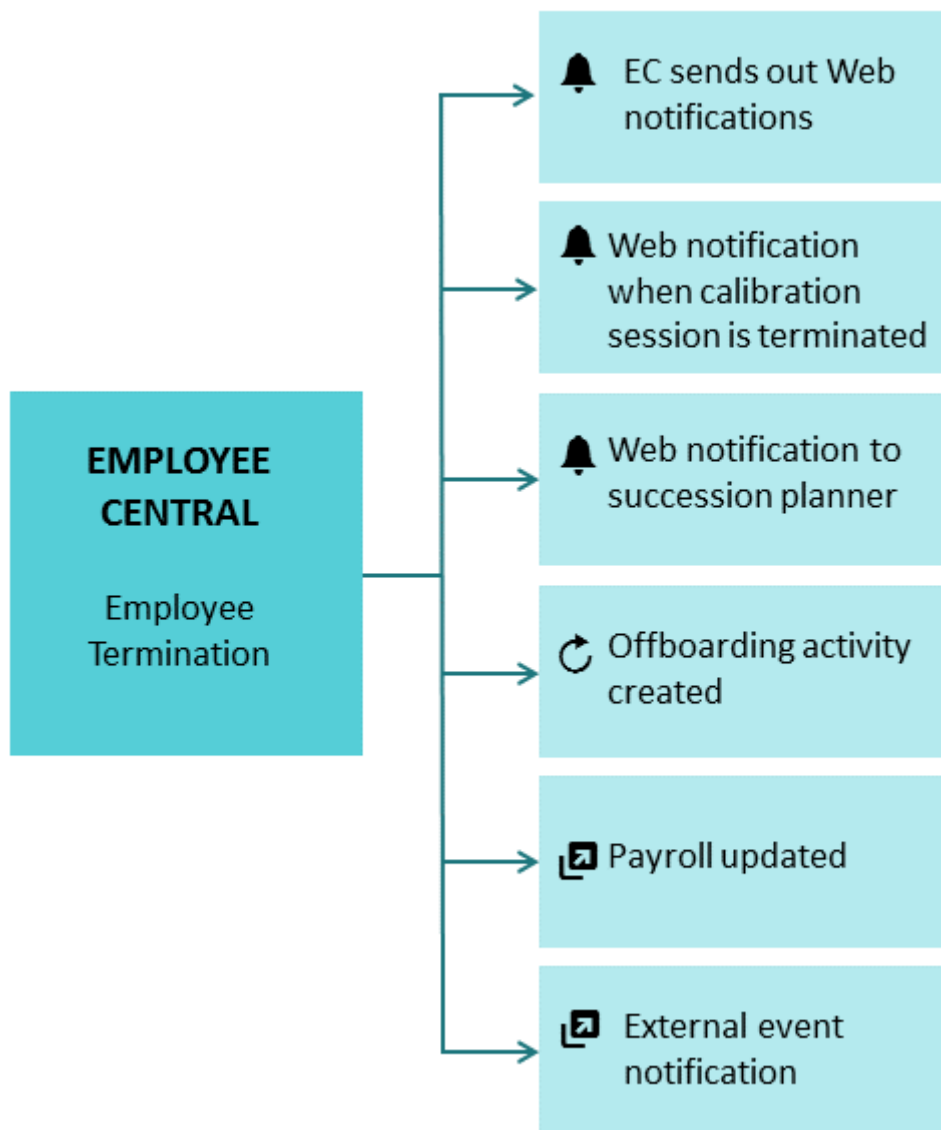 EC sends out Web
notifications
Web notification
when calibration
session is terminated
EMPLOYEE
CENTRAL
Employee
Termination
Web notification to
succession planner
Offboarding activity
created
Payroll updated
External event
notification